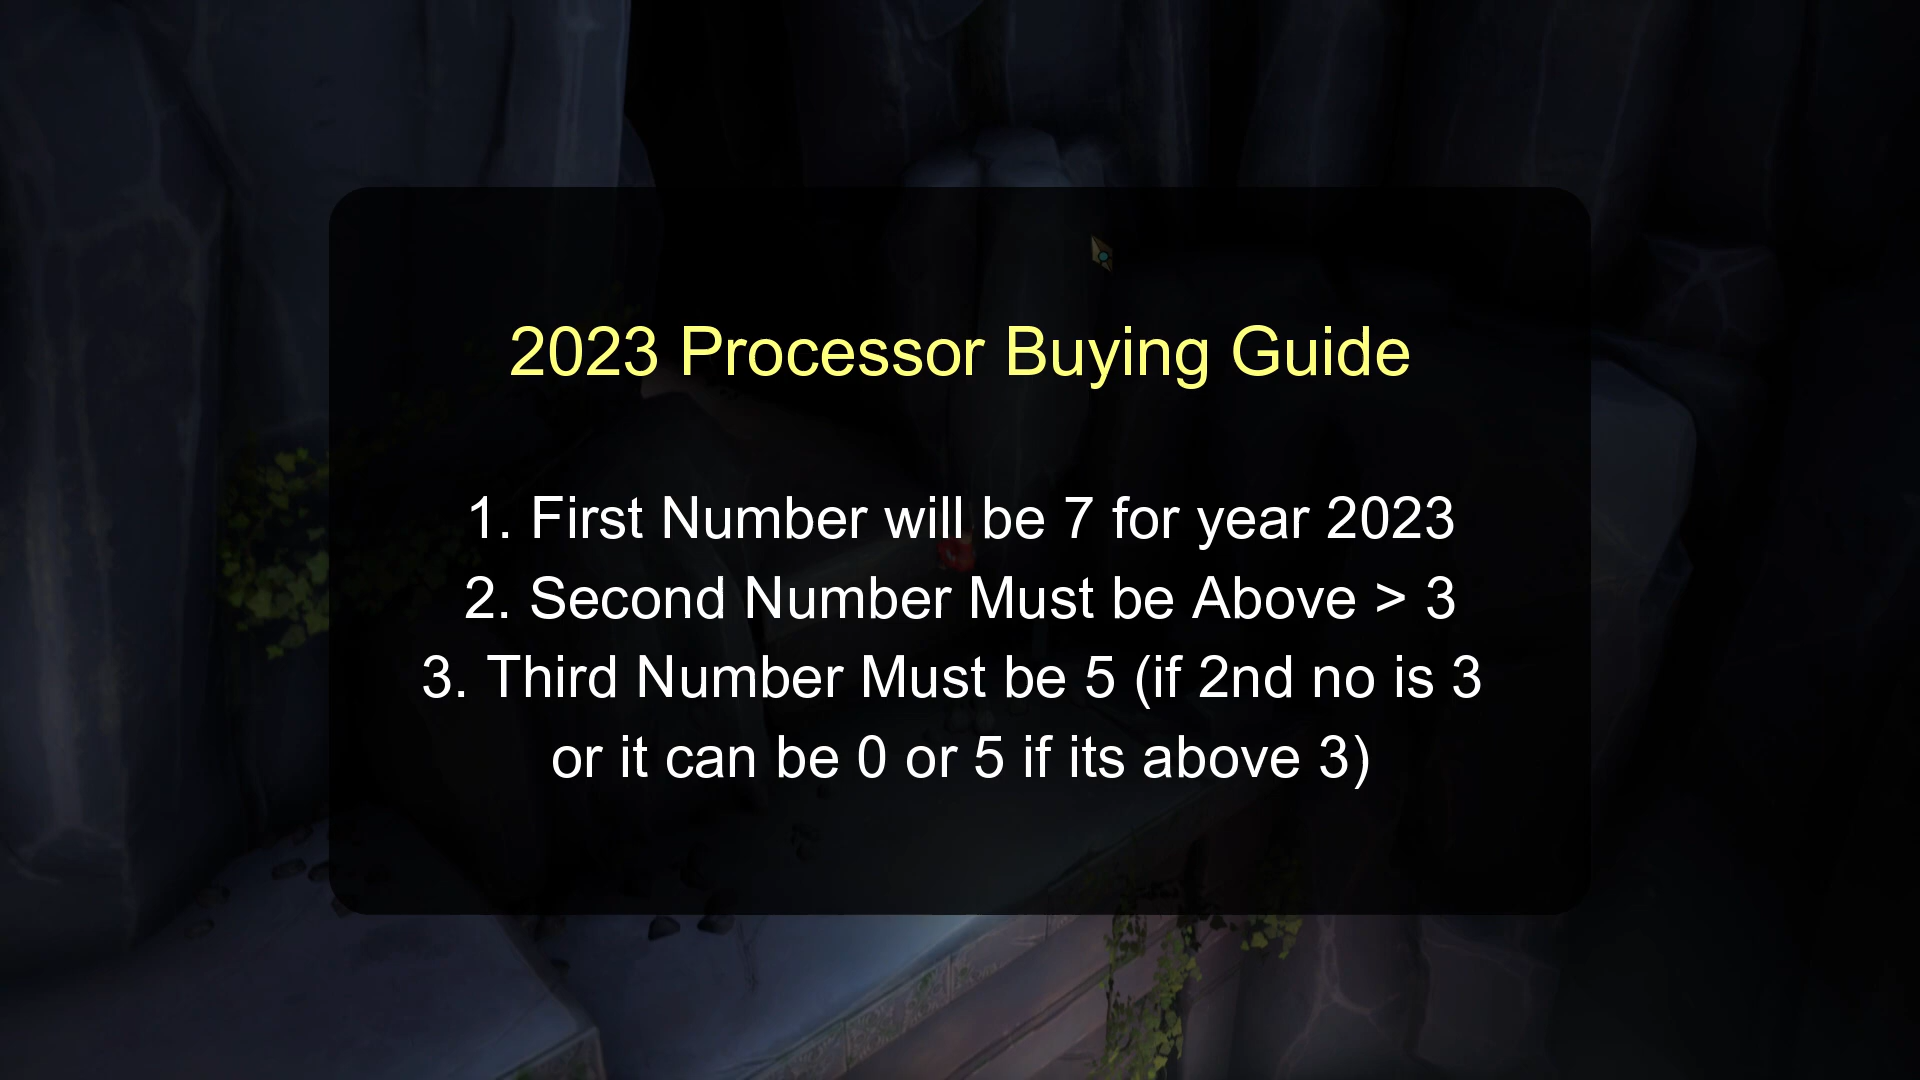 2023 Processor Buying Guide
1. First Number will be 7 for year 2023
2. Second Number Must be Above > 3
3. Third Number Must be 5 (if 2nd no is 3
or it can be 0 or 5 if its above 3)